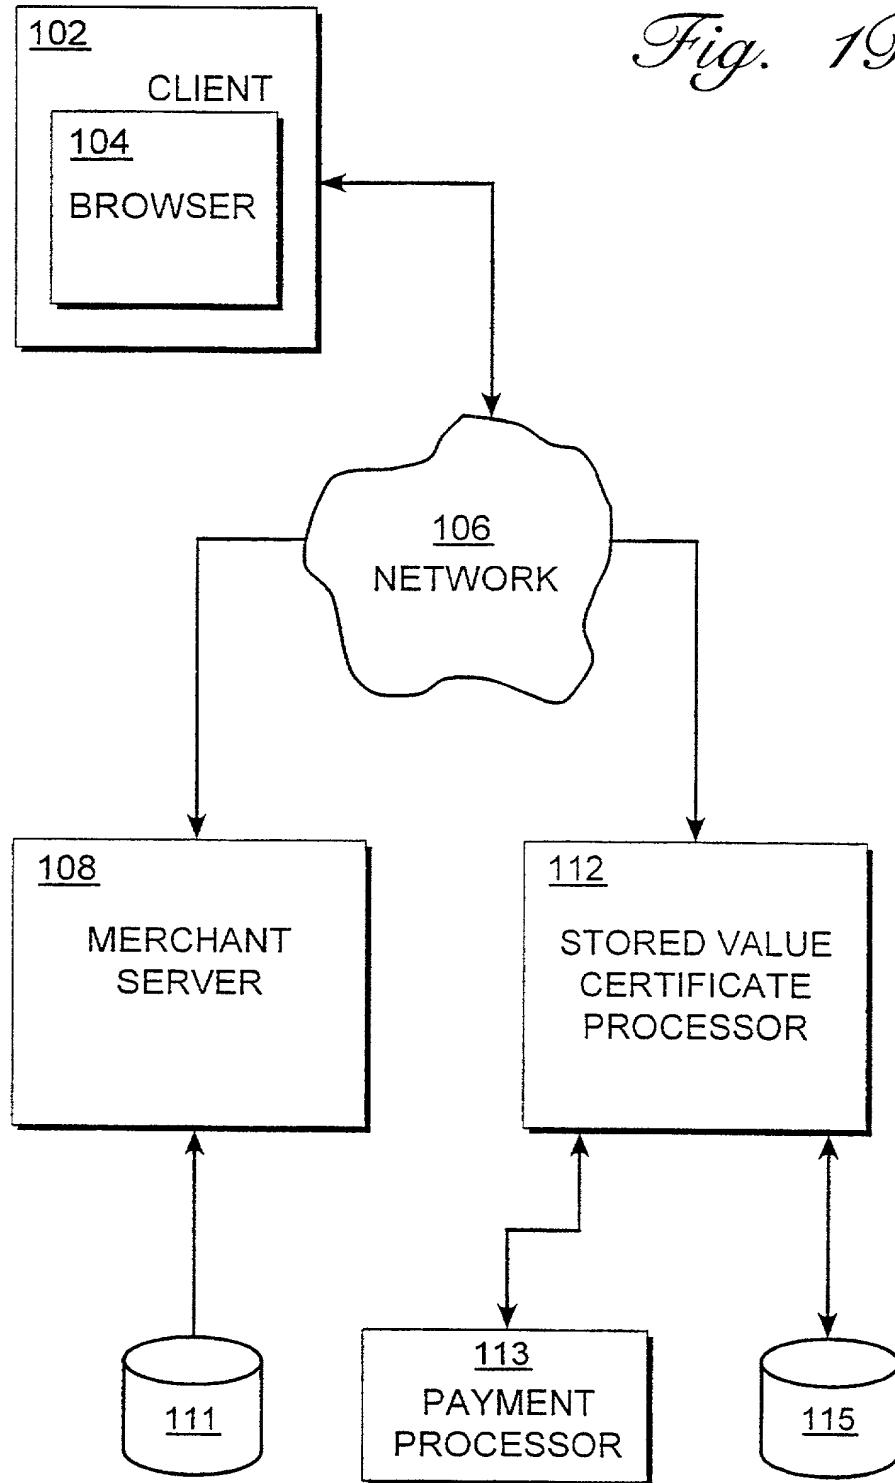 Fig. 1
102
CLIENT
104
BROWSER
106
NETWORK
108
MERCHANT
SERVER
112
STORED VALUE
CERTIFICATE
PROCESSOR
111
113
PAYMENT
PROCESSOR
115